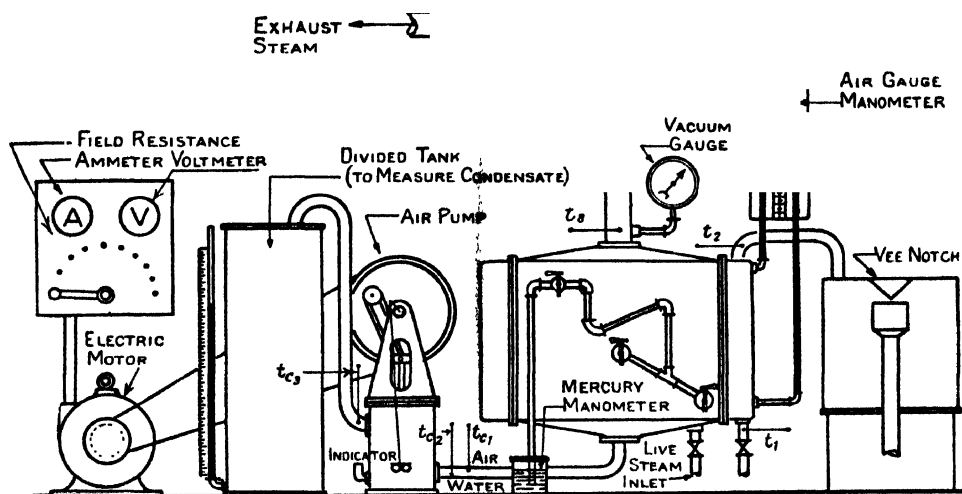 EXHAUST
STEAM
AIR GAUGE
MANOMETER
FIELD RESISTANCE
AMMETER VOLTMETER
VACUUM
GAUGE
DIVIDED TANK
(TO MEASURE CONDENSATE)
AIR PUMP
A V
t8
t2
VEE NOTCH
ELECTRIC
MOTOR
tc3
MERCURY
MANOMETER
tc2 tc1
t1
INDICATOR
AIR
WATER
LIVE
STEAM
INLET